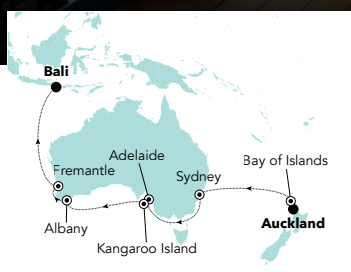 Bali
Adelaide
Bay of Islands
Fremantle
Sydney
Auckland
Albany
Kangaroo Island